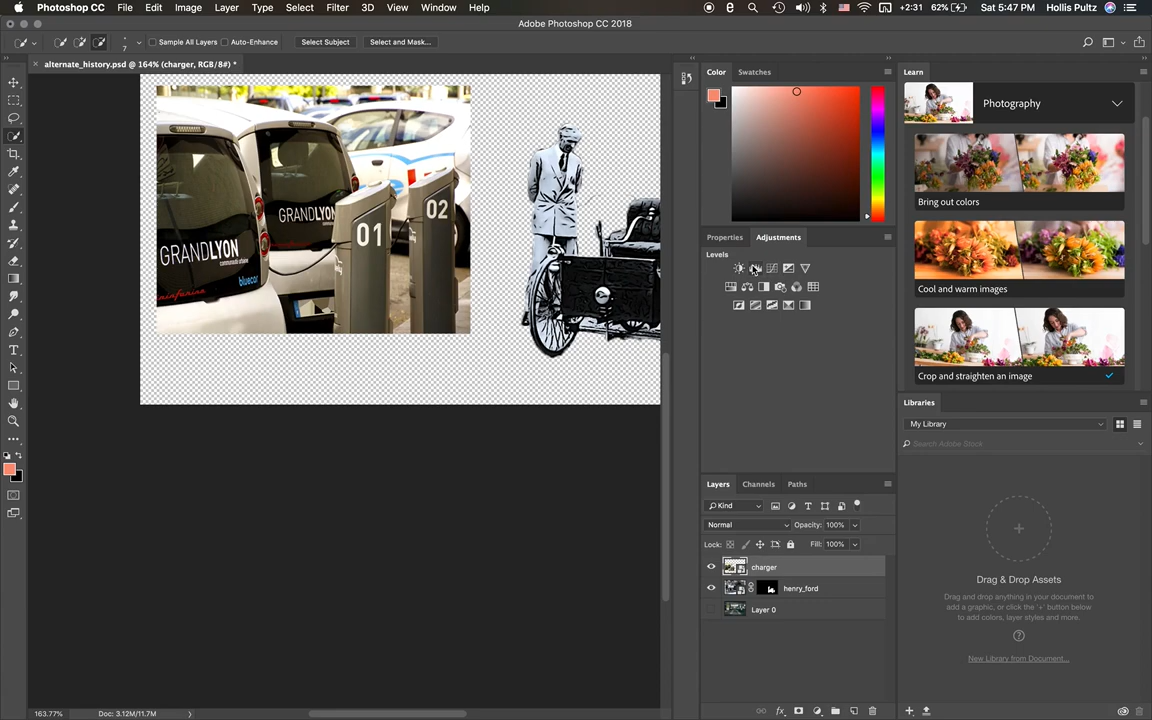 Photoshop CC File Edit Image Layer Type Select Filter 3D View Window Help +2:31 62% Sat 5:47 PM Hollis Pultz
Adobe Photoshop CC 2018
7 Sample All Layers Auto-Enhance Select Subject Select and Mask...
alternate_history.psd @ 164% (charger, RGB/8#) *
Color Swatches
Learn
Photography
Bring out colors
Cool and warm images
Crop and straighten an image
GRANDLYON
communauté urbaine
bluecar
pininfarina
GRANDLYON
01
02
Properties Adjustments
Levels
Libraries
My Library
Search Adobe Stock
Drag & Drop Assets
Drag and drop anything in your document to
add a graphic, or click the '+' button below
to add colors, layer styles and more.
New Library from Document...
Layers Channels Paths
Kind
Normal Opacity: 100%
Lock: Fill: 100%
charger
henry_ford
Layer 0
163.77% Doc: 3.12M/11.7M